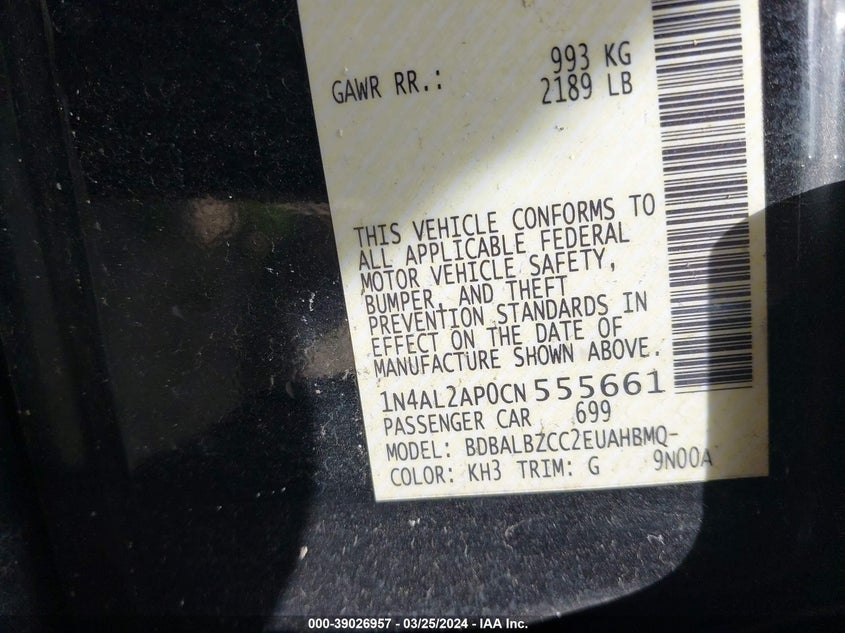 GAWR RR.: 993 KG
2189 LB
THIS VEHICLE CONFORMS TO
ALL APPLICABLE FEDERAL
MOTOR VEHICLE SAFETY,
BUMPER, AND THEFT
PREVENTION STANDARDS IN
EFFECT ON THE DATE OF
MANUFACTURE SHOWN ABOVE.
1N4AL2AP0CN555661
PASSENGER CAR 699
MODEL: BDBALBZCC2EUAHBMQ-
COLOR: KH3 TRIM: G 9N00A
000-39026957 - 03/25/2024 - IAA Inc.